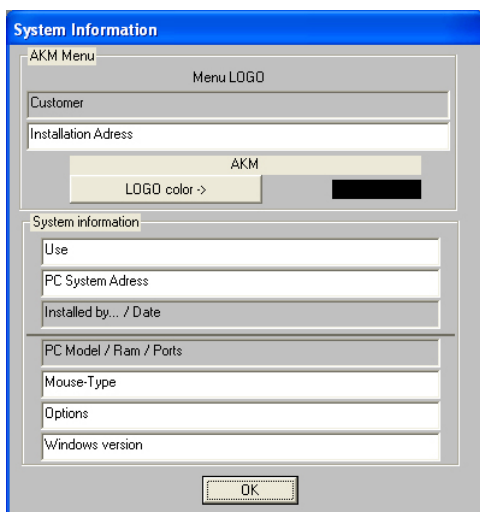 System Information
AKM Menu
Menu LOGO
Customer
Installation Adress
AKM
LOGO color ->
System information
Use
PC System Adress
Installed by... / Date
PC Model / Ram / Ports
Mouse-Type
Options
Windows version
OK